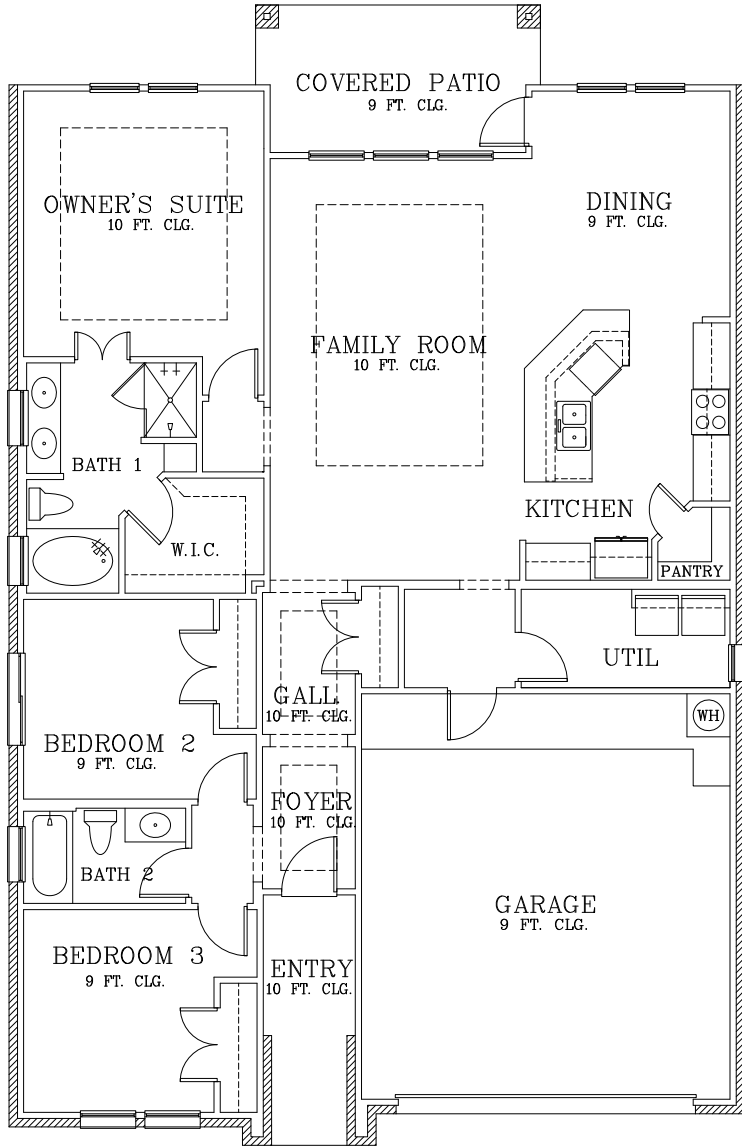 COVERED PATIO
9 FT. CLG.
OWNER'S SUITE
10 FT. CLG.
DINING
9 FT. CLG.
FAMILY ROOM
10 FT. CLG.
BATH 1
KITCHEN
W.I.C.
PANTRY
UTIL
GALL.
10 FT. CLG.
WH
BEDROOM 2
9 FT. CLG.
FOYER
10 FT. CLG.
BATH 2
GARAGE
9 FT. CLG.
BEDROOM 3
9 FT. CLG.
ENTRY
10 FT. CLG.